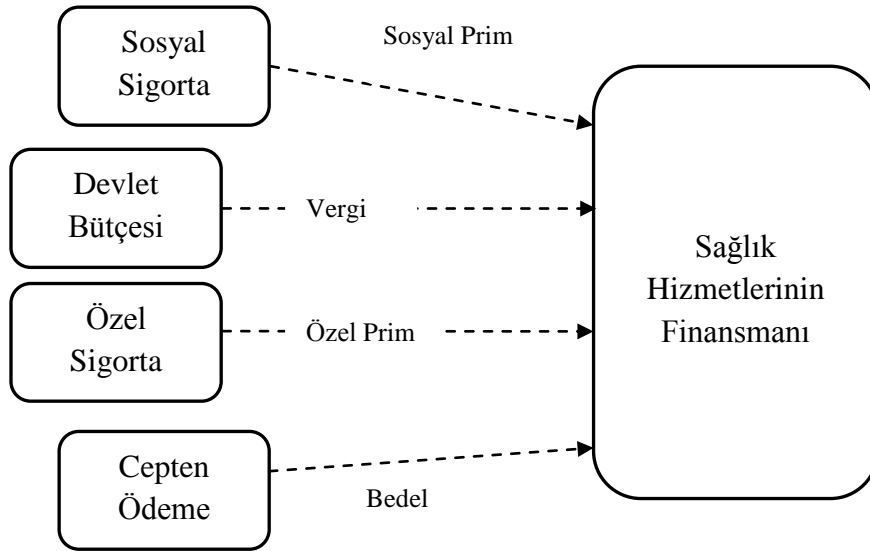 Sosyal
Sigorta
Sosyal Prim
Devlet
Bütçesi
Vergi
Özel
Sigorta
Özel Prim
Cepten
Ödeme
Bedel
Sağlık
Hizmetlerinin
Finansmanı